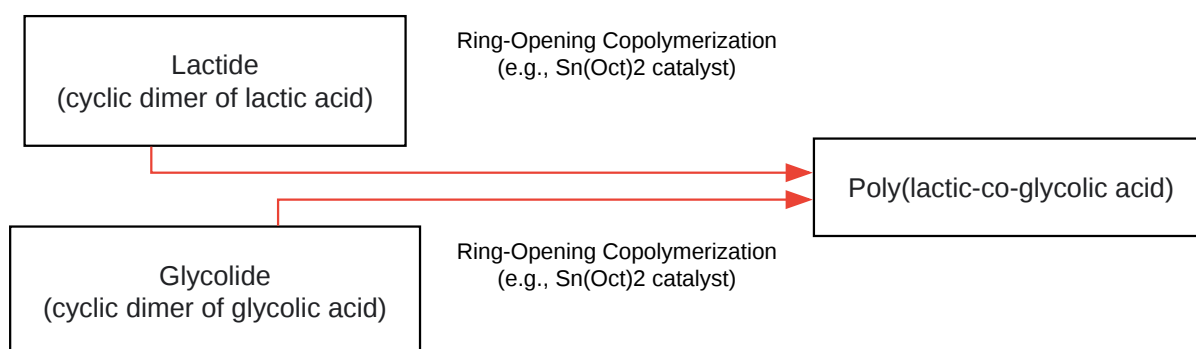 Lactide
(cyclic dimer of lactic acid)
Ring-Opening Copolymerization
(e.g., Sn(Oct)2 catalyst)
Poly(lactic-co-glycolic acid)
Glycolide
(cyclic dimer of glycolic acid)
Ring-Opening Copolymerization
(e.g., Sn(Oct)2 catalyst)